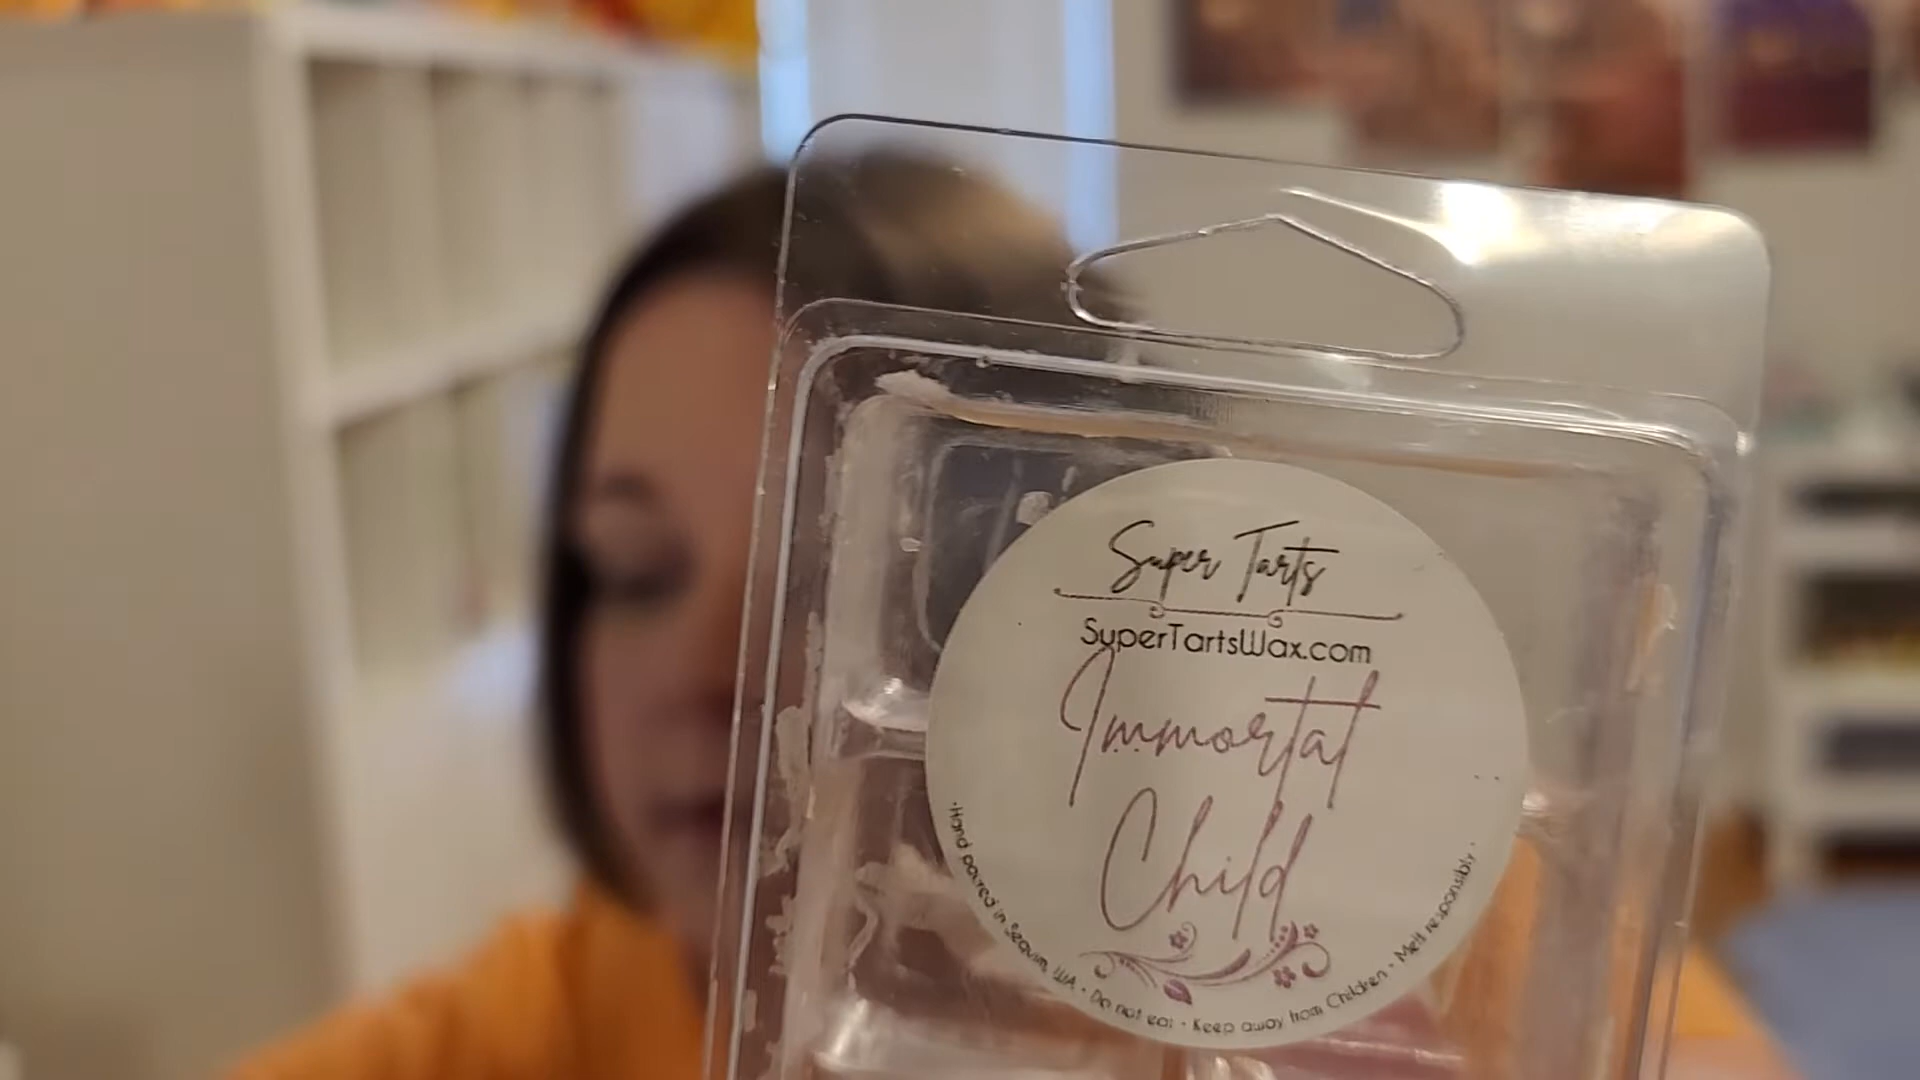 Super Tarts
SuperTartsWax.com
Immortal
Child
·Hand poured in Sequim, WA · Do not eat · Keep away from Children · Melt responsibly ·